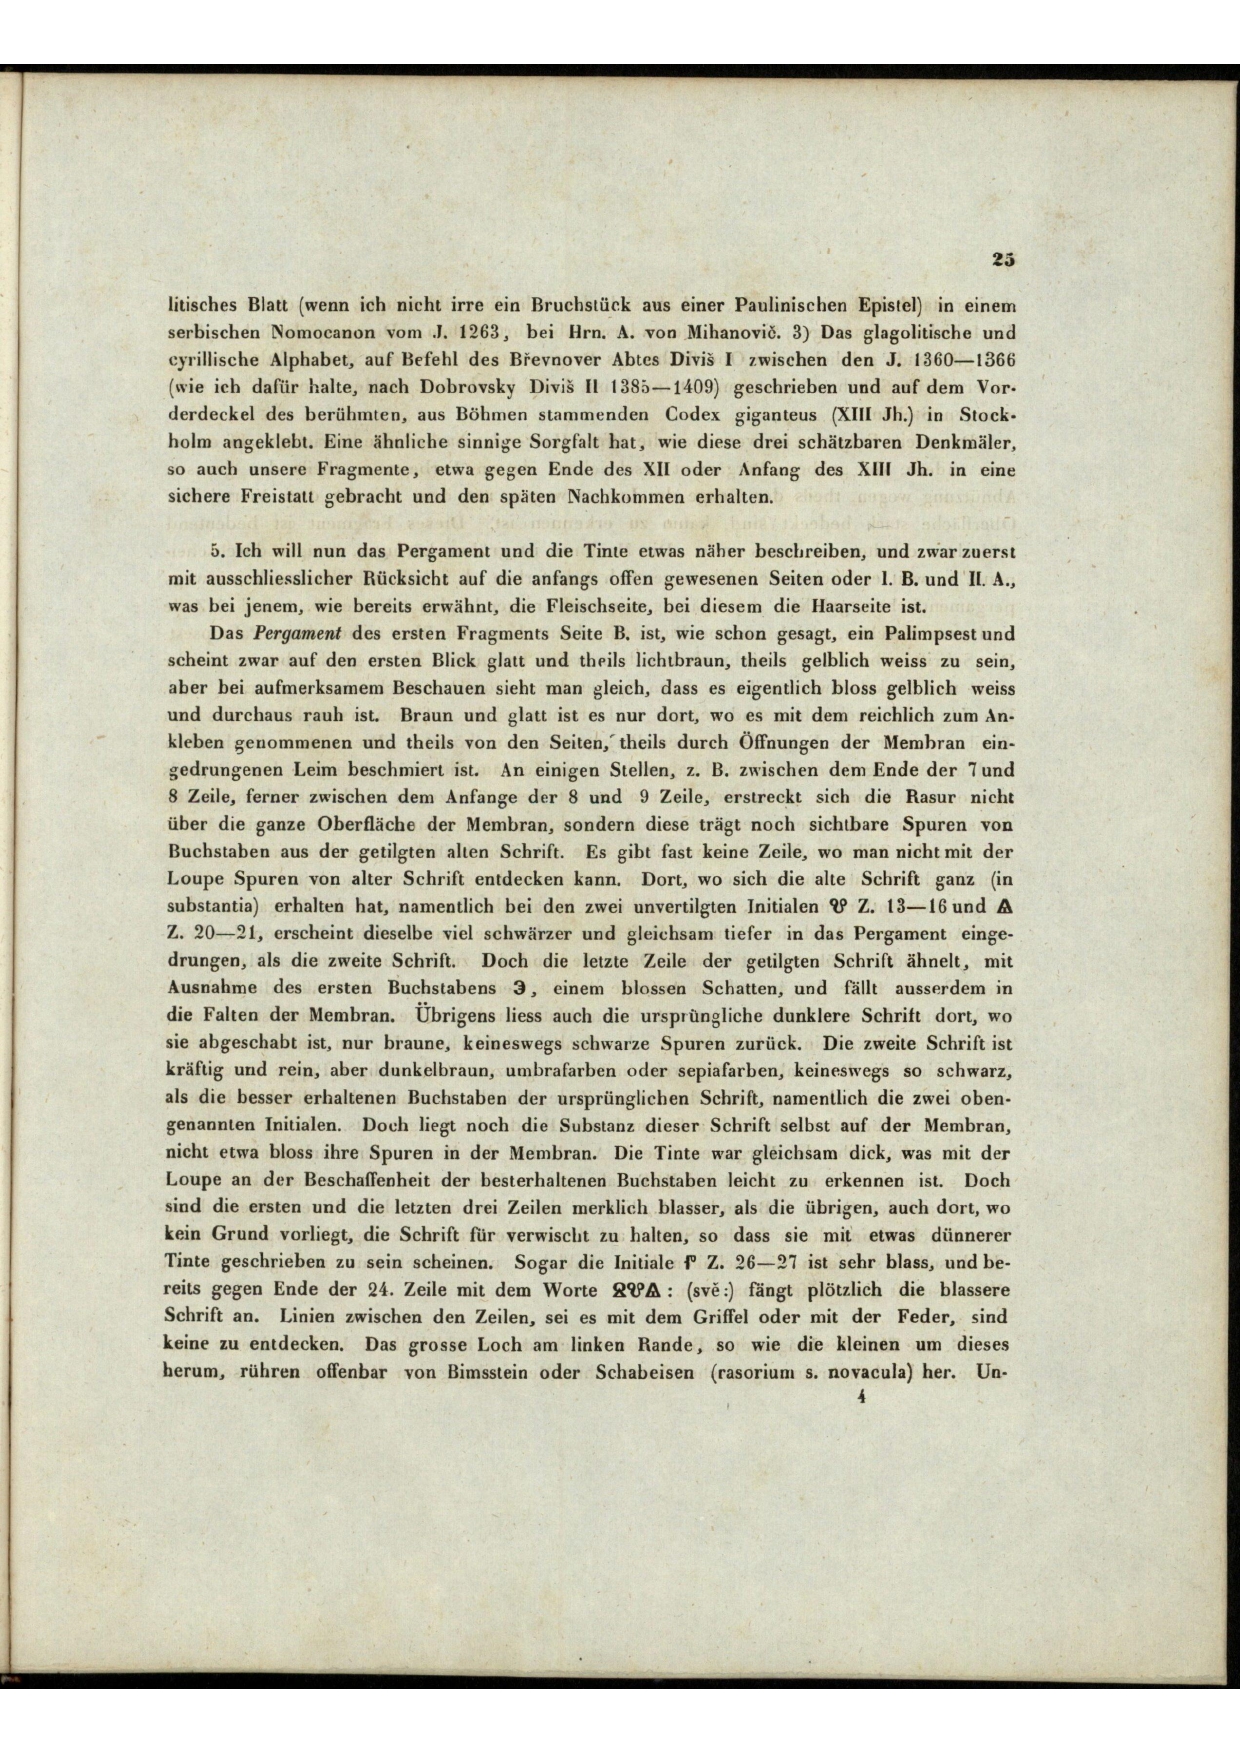 25
litisches Blatt (wenn ich nicht irre ein Bruchstück aus einer Paulinischen Epistel) in einem
serbischen Nomocanon vom J. 1263, bei Hrn. A. von Mihanovič. 3) Das glagolitische und
cyrillische Alphabet, auf Befehl des Břevnover Abtes Diviš I zwischen den J. 1360—1366
(wie ich dafür halte, nach Dobrovsky Diviš II 1385—1409) geschrieben und auf dem Vor-
derdeckel des berühmten, aus Böhmen stammenden Codex giganteus (XIII Jh.) in Stock-
holm angeklebt. Eine ähnliche sinnige Sorgfalt hat, wie diese drei schätzbaren Denkmäler,
so auch unsere Fragmente, etwa gegen Ende des XII oder Anfang des XIII Jh. in eine
sichere Freistatt gebracht und den späten Nachkommen erhalten.
5. Ich will nun das Pergament und die Tinte etwas näher beschreiben, und zwar zuerst
mit ausschliesslicher Rücksicht auf die anfangs offen gewesenen Seiten oder I. B. und II. A.,
was bei jenem, wie bereits erwähnt, die Fleischseite, bei diesem die Haarseite ist.
Das Pergament des ersten Fragments Seite B. ist, wie schon gesagt, ein Palimpsest und
scheint zwar auf den ersten Blick glatt und theils lichtbraun, theils gelblich weiss zu sein,
aber bei aufmerksamem Beschauen sieht man gleich, dass es eigentlich bloss gelblich weiss
und durchaus rauh ist. Braun und glatt ist es nur dort, wo es mit dem reichlich zum An-
kleben genommenen und theils von den Seiten, theils durch Öffnungen der Membran ein-
gedrungenen Leim beschmiert ist. An einigen Stellen, z. B. zwischen dem Ende der 7 und
8 Zeile, ferner zwischen dem Anfange der 8 und 9 Zeile, erstreckt sich die Rasur nicht
über die ganze Oberfläche der Membran, sondern diese trägt noch sichtbare Spuren von
Buchstaben aus der getilgten alten Schrift. Es gibt fast keine Zeile, wo man nicht mit der
Loupe Spuren von alter Schrift entdecken kann. Dort, wo sich die alte Schrift ganz (in
substantia) erhalten hat, namentlich bei den zwei unvertilgten Initialen Ⰲ Z. 13—16 und Ⱑ
Z. 20—21, erscheint dieselbe viel schwärzer und gleichsam tiefer in das Pergament einge-
drungen, als die zweite Schrift. Doch die letzte Zeile der getilgten Schrift ähnelt, mit
Ausnahme des ersten Buchstabens Ⰵ, einem blossen Schatten, und fällt ausserdem in
die Falten der Membran. Übrigens liess auch die ursprüngliche dunklere Schrift dort, wo
sie abgeschabt ist, nur braune, keineswegs schwarze Spuren zurück. Die zweite Schrift ist
kräftig und rein, aber dunkelbraun, umbrafarben oder sepiafarben, keineswegs so schwarz,
als die besser erhaltenen Buchstaben der ursprünglichen Schrift, namentlich die zwei oben-
genannten Initialen. Doch liegt noch die Substanz dieser Schrift selbst auf der Membran,
nicht etwa bloss ihre Spuren in der Membran. Die Tinte war gleichsam dick, was mit der
Loupe an der Beschaffenheit der besterhaltenen Buchstaben leicht zu erkennen ist. Doch
sind die ersten und die letzten drei Zeilen merklich blasser, als die übrigen, auch dort, wo
kein Grund vorliegt, die Schrift für verwischt zu halten, so dass sie mit etwas dünnerer
Tinte geschrieben zu sein scheinen. Sogar die Initiale Ⱂ Z. 26—27 ist sehr blass, und be-
reits gegen Ende der 24. Zeile mit dem Worte ⰔⰂⰡ : (svě:) fängt plötzlich die blassere
Schrift an. Linien zwischen den Zeilen, sei es mit dem Griffel oder mit der Feder, sind
keine zu entdecken. Das grosse Loch am linken Rande, so wie die kleinen um dieses
herum, rühren offenbar von Bimsstein oder Schabeisen (rasorium s. novacula) her. Un-
4